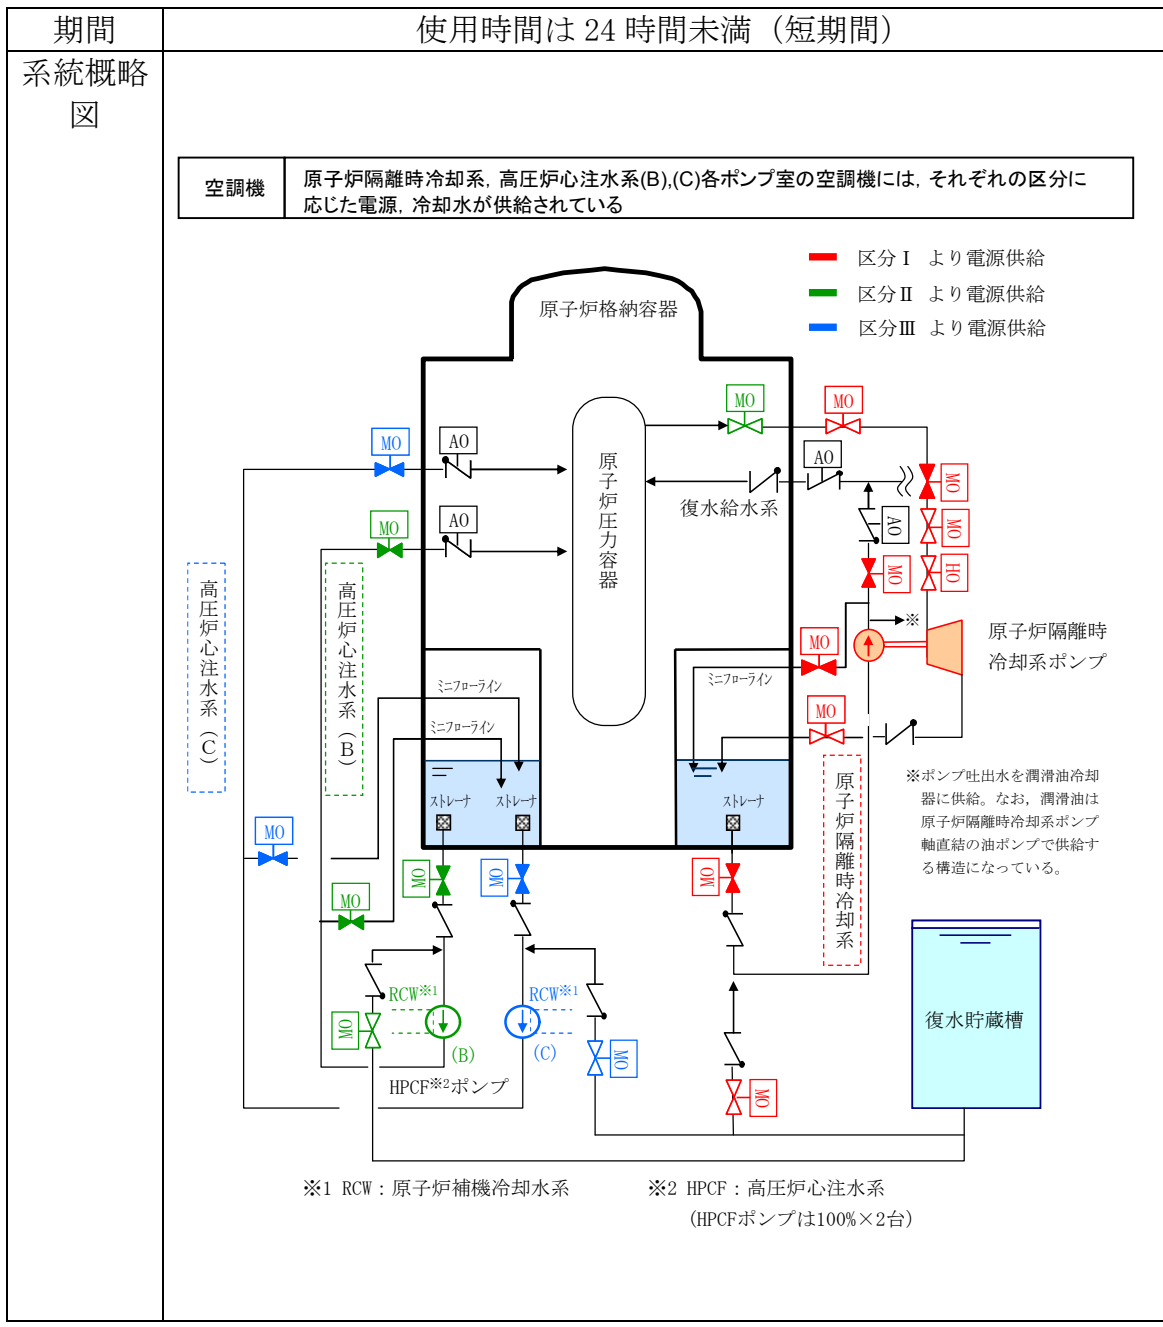 期間
使用時間は 24 時間未満（短期間）
系統概略
図
空調機
原子炉隔離時冷却系，高圧炉心注水系(B),(C)各ポンプ室の空調機には，それぞれの区分に
応じた電源，冷却水が供給されている
区分Ⅰ より電源供給
区分Ⅱ より電源供給
区分Ⅲ より電源供給
原子炉格納容器
MO
MO
MO
AO
AO
MO
原子炉圧力容器
復水給水系
MO
AO
MO
AO
MO
HO
高圧炉心注水系（C）
高圧炉心注水系（B）
※
MO
原子炉隔離時
冷却系ポンプ
ミニフローライン
ミニフローライン
ミニフローライン
MO
ストレーナ
ストレーナ
ストレーナ
原子炉隔離時冷却系
※ポンプ吐出水を潤滑油冷却
器に供給。なお，潤滑油は
原子炉隔離時冷却系ポンプ
軸直結の油ポンプで供給す
る構造になっている。
MO
MO
MO
MO
MO
RCW※1
RCW※1
MO
(B)
(C)
MO
MO
HPCF※2ポンプ
復水貯蔵槽
※1 RCW：原子炉補機冷却水系
※2 HPCF：高圧炉心注水系
(HPCFポンプは100%×2台)